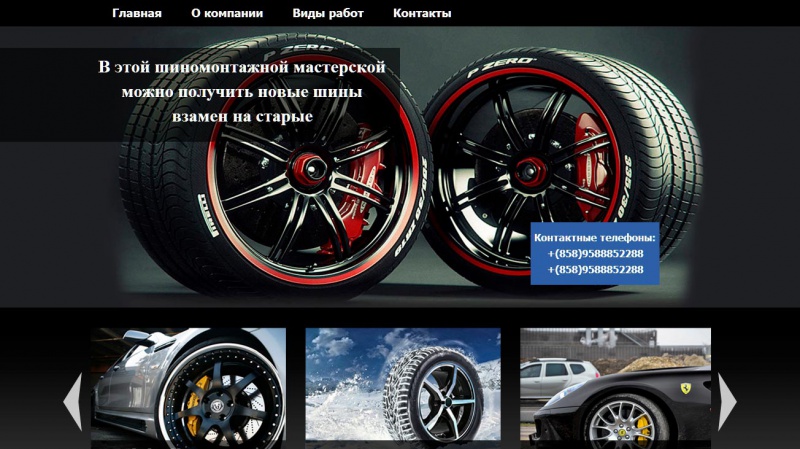 Главная О компании Виды работ Контакты
В этой шиномонтажной мастерской
можно получить новые шины
взамен на старые
P ZERO
P ZERO
PIRELLI
Контактные телефоны:
+(858)9588852288
+(858)9588852288